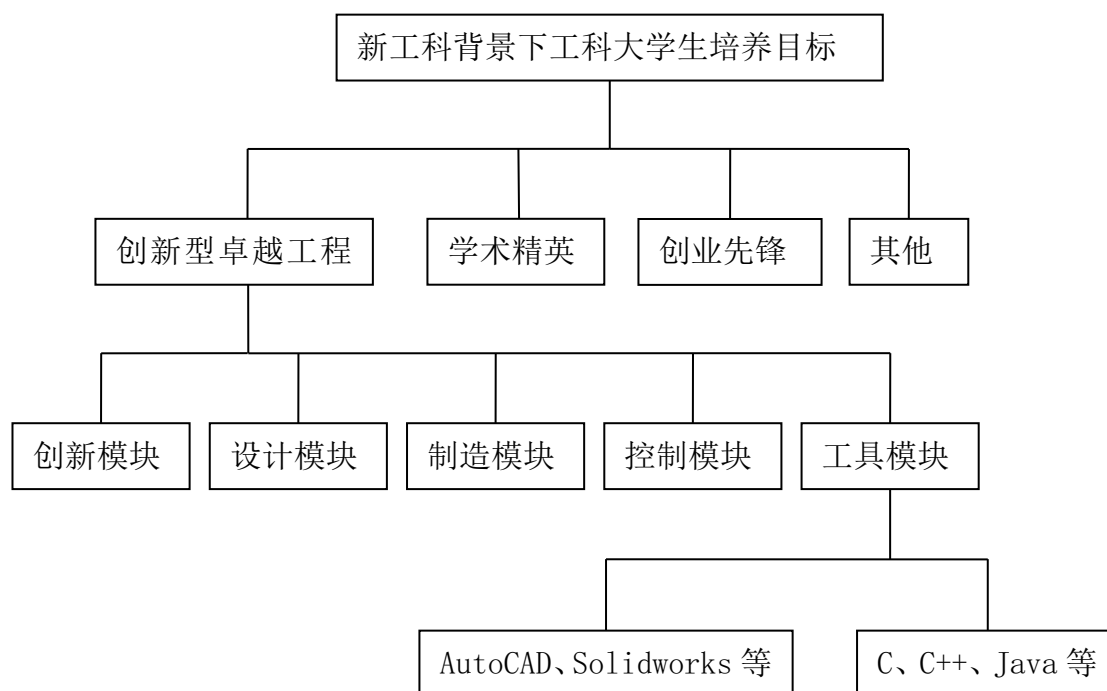 新工科背景下工科大学生培养目标
创新型卓越工程
学术精英
创业先锋
其他
创新模块
设计模块
制造模块
控制模块
工具模块
AutoCAD、Solidworks 等
C、C++、Java 等